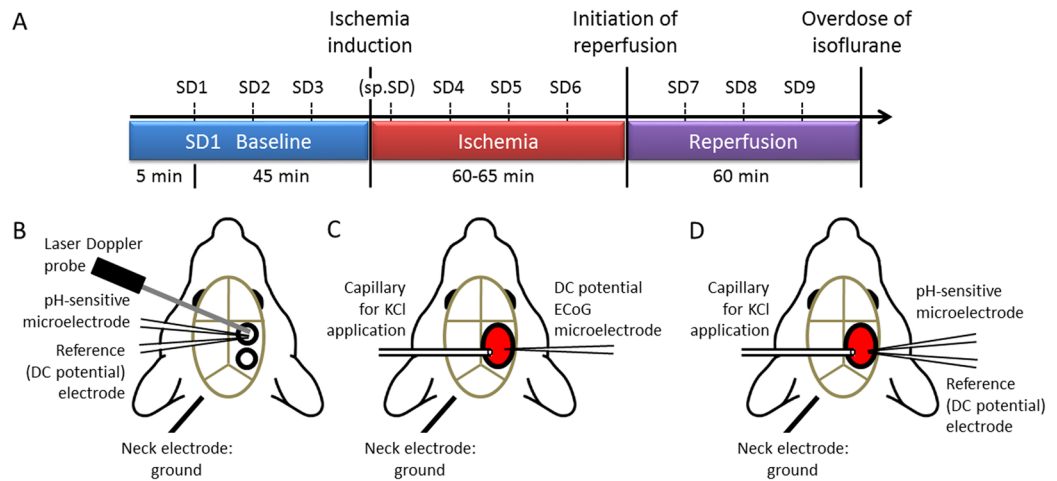 A
Ischemia
induction
Initiation of
reperfusion
Overdose of
isoflurane
SD1
SD2
SD3
(sp.SD)
SD4
SD5
SD6
SD7
SD8
SD9
SD1 Baseline
Ischemia
Reperfusion
5 min
45 min
60-65 min
60 min
B
Laser Doppler
probe
pH-sensitive
microelectrode
Reference
(DC potential)
electrode
Neck electrode:
ground
C
Capillary
for KCl
application
DC potential
ECoG
microelectrode
Neck electrode:
ground
D
Capillary
for KCl
application
pH-sensitive
microelectrode
Reference
(DC potential)
electrode
Neck electrode:
ground